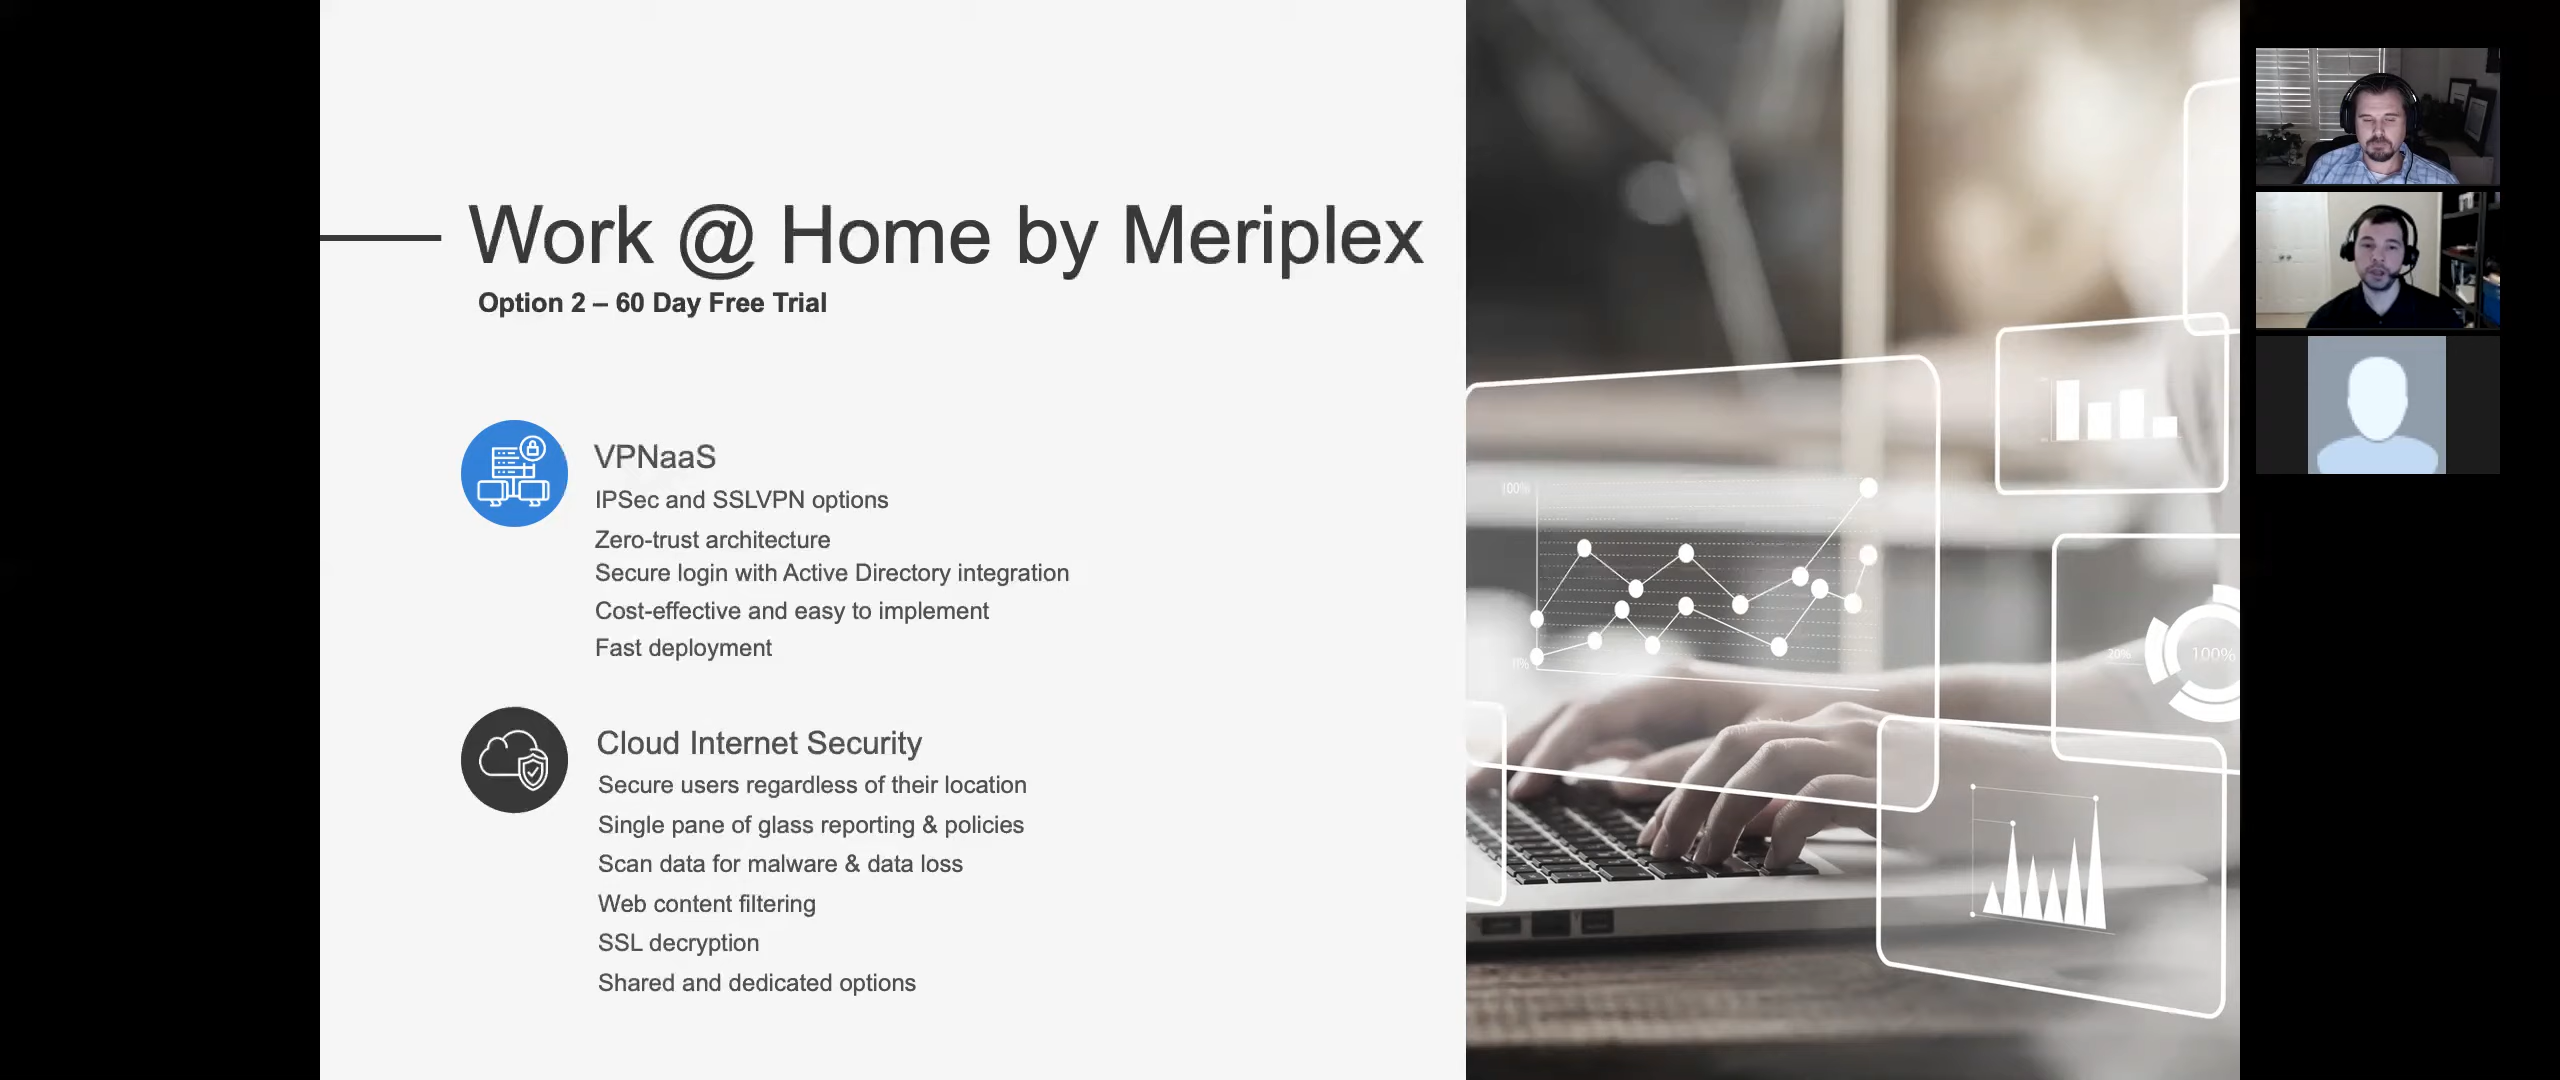 Work @ Home by Meriplex
Option 2 – 60 Day Free Trial
VPNaaS
IPSec and SSLVPN options
Zero-trust architecture
Secure login with Active Directory integration
Cost-effective and easy to implement
Fast deployment
Cloud Internet Security
Secure users regardless of their location
Single pane of glass reporting & policies
Scan data for malware & data loss
Web content filtering
SSL decryption
Shared and dedicated options
100%
0%
20%
100%